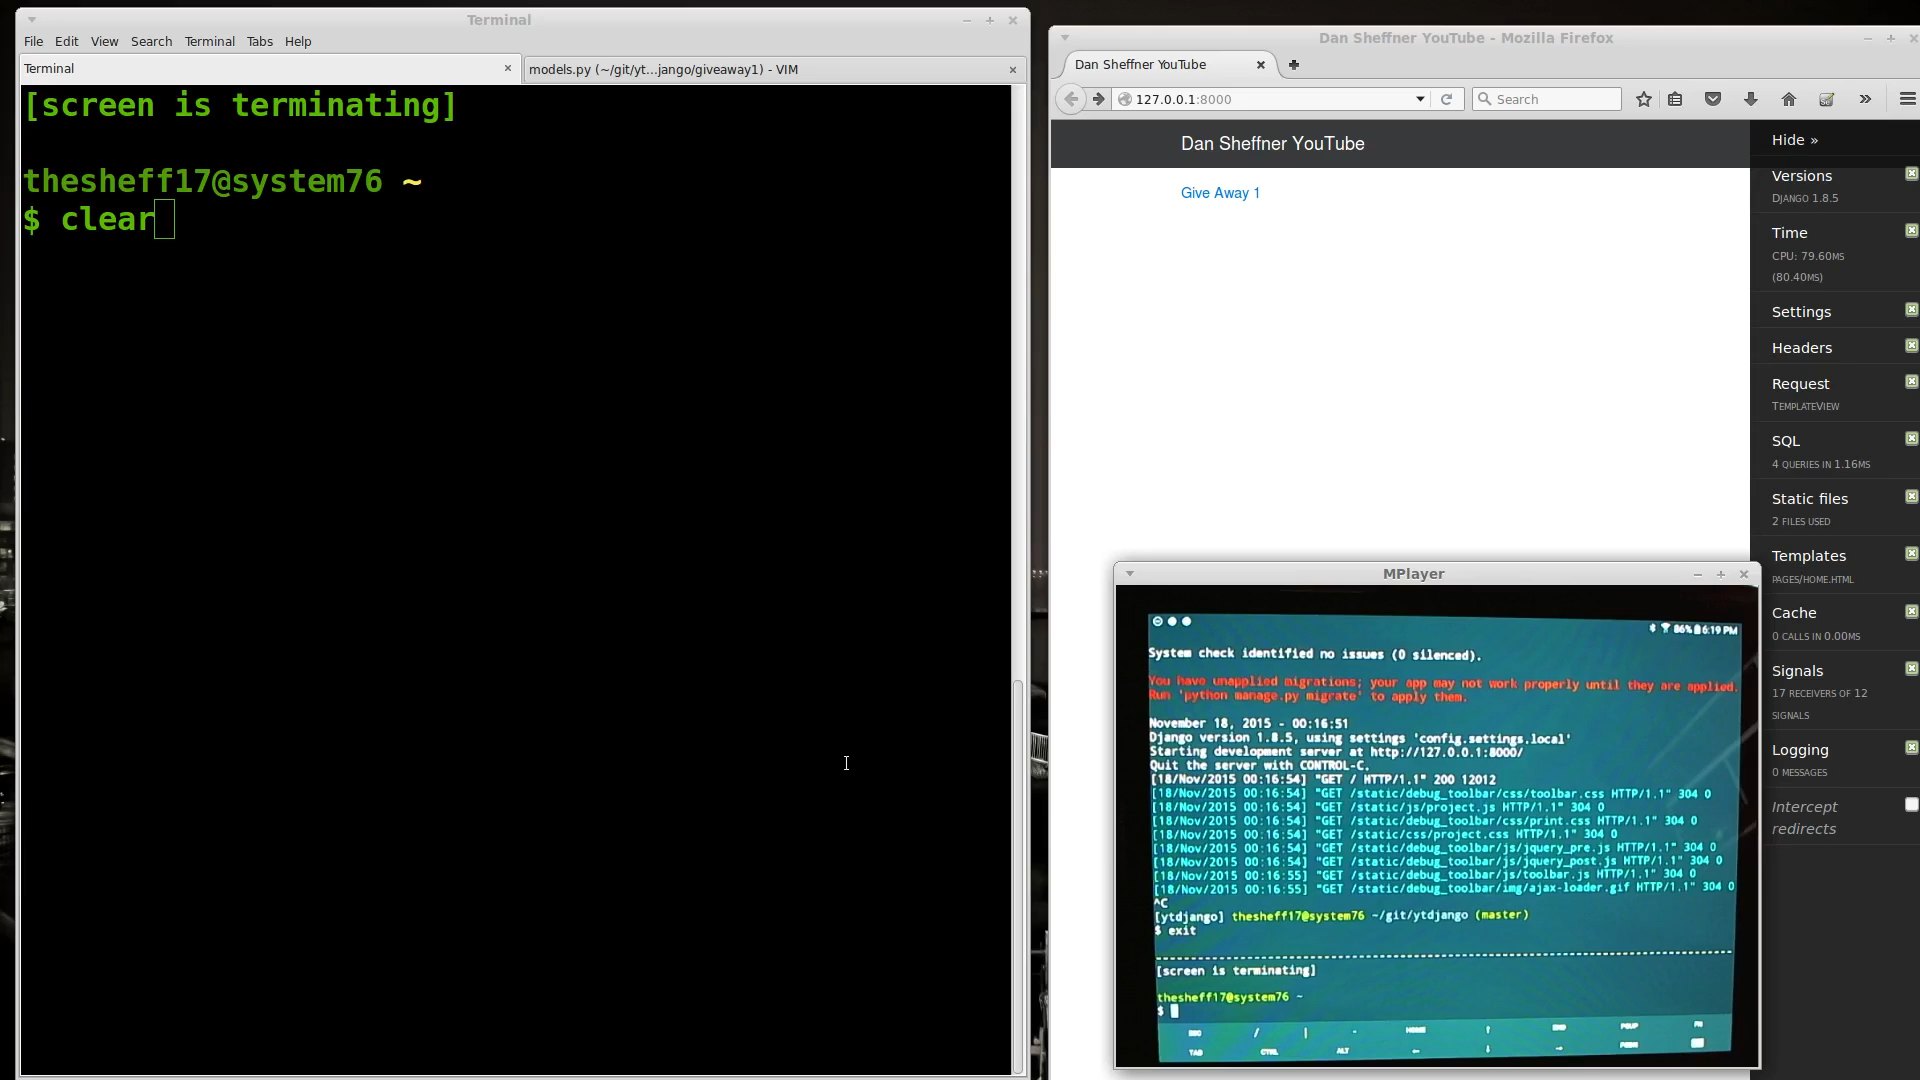 Terminal
File Edit View Search Terminal Tabs Help
Terminal
models.py (~/git/yt...jango/giveaway1) - VIM
[screen is terminating]
thesheff17@system76 ~
$ clear
Dan Sheffner YouTube - Mozilla Firefox
Dan Sheffner YouTube
127.0.0.1:8000
Search
Dan Sheffner YouTube
Give Away 1
Hide »
Versions
DJANGO 1.8.5
Time
CPU: 79.60MS
(80.40MS)
Settings
Headers
Request
TEMPLATEVIEW
SQL
4 QUERIES IN 1.16MS
Static files
2 FILES USED
Templates
PAGES/HOME.HTML
Cache
0 CALLS IN 0.00MS
Signals
17 RECEIVERS OF 12
SIGNALS
Logging
0 MESSAGES
Intercept
redirects
MPlayer
86% 6:19 PM
System check identified no issues (0 silenced).
You have unapplied migrations; your app may not work properly until they are applied.
Run 'python manage.py migrate' to apply them.
November 18, 2015 - 00:16:51
Django version 1.8.5, using settings 'config.settings.local'
Starting development server at http://127.0.0.1:8000/
Quit the server with CONTROL-C.
[18/Nov/2015 00:16:54] "GET / HTTP/1.1" 200 12012
[18/Nov/2015 00:16:54] "GET /static/debug_toolbar/css/toolbar.css HTTP/1.1" 304 0
[18/Nov/2015 00:16:54] "GET /static/js/project.js HTTP/1.1" 304 0
[18/Nov/2015 00:16:54] "GET /static/debug_toolbar/css/print.css HTTP/1.1" 304 0
[18/Nov/2015 00:16:54] "GET /static/css/project.css HTTP/1.1" 304 0
[18/Nov/2015 00:16:54] "GET /static/debug_toolbar/js/jquery_pre.js HTTP/1.1" 304 0
[18/Nov/2015 00:16:54] "GET /static/debug_toolbar/js/jquery_post.js HTTP/1.1" 304 0
[18/Nov/2015 00:16:55] "GET /static/debug_toolbar/js/toolbar.js HTTP/1.1" 304 0
[18/Nov/2015 00:16:55] "GET /static/debug_toolbar/img/ajax-loader.gif HTTP/1.1" 304 0
^C
[ytdjango] thesheff17@system76 ~/git/ytdjango (master)
$ exit
[screen is terminating]
thesheff17@system76 ~
$
ESC / | - HOME ↑ END PGUP FN
TAB CTRL ALT ← ↓ → PGDN